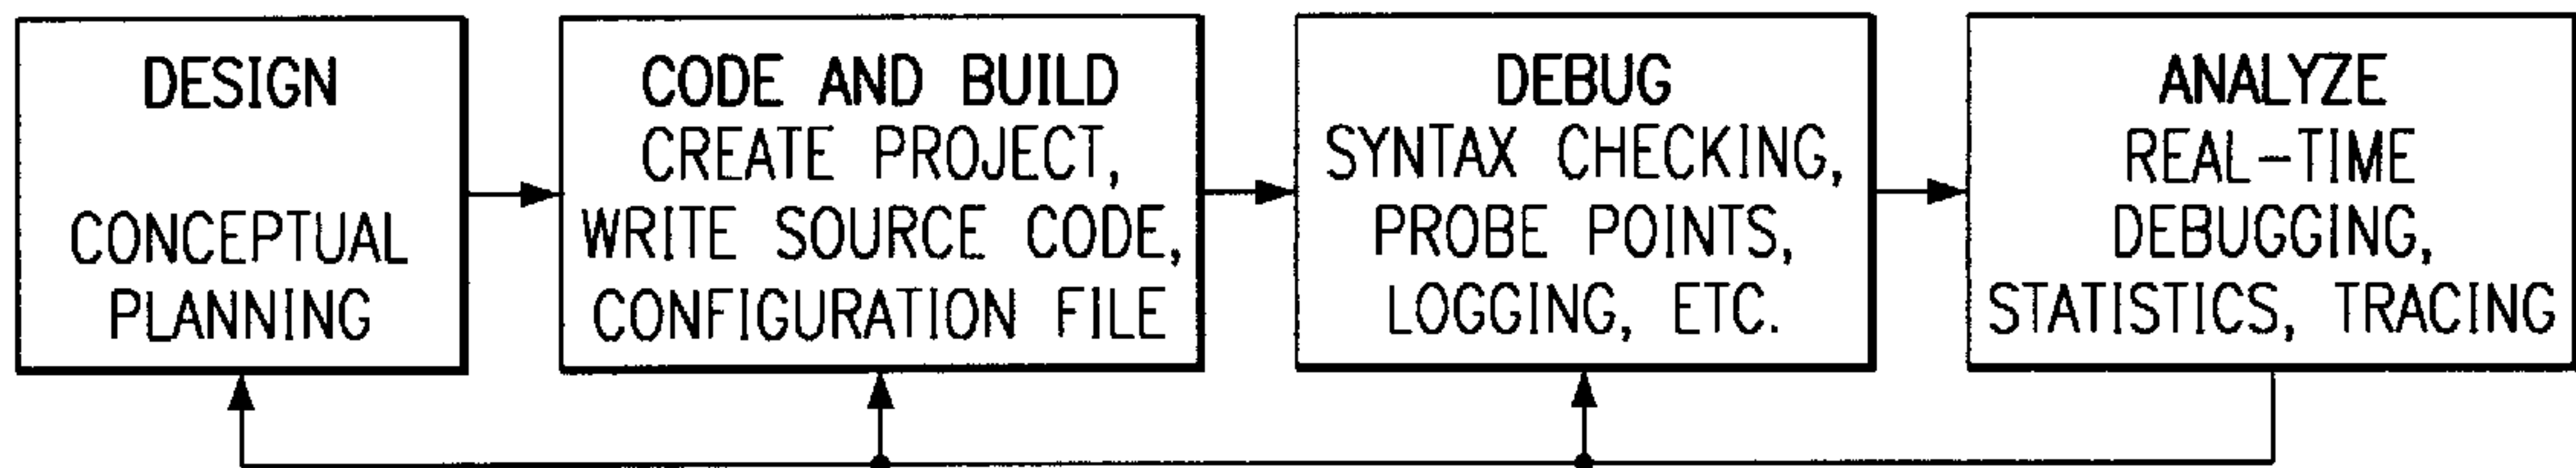 DESIGN
CONCEPTUAL
PLANNING
CODE AND BUILD
CREATE PROJECT,
WRITE SOURCE CODE,
CONFIGURATION FILE
DEBUG
SYNTAX CHECKING,
PROBE POINTS,
LOGGING, ETC.
ANALYZE
REAL-TIME
DEBUGGING,
STATISTICS, TRACING